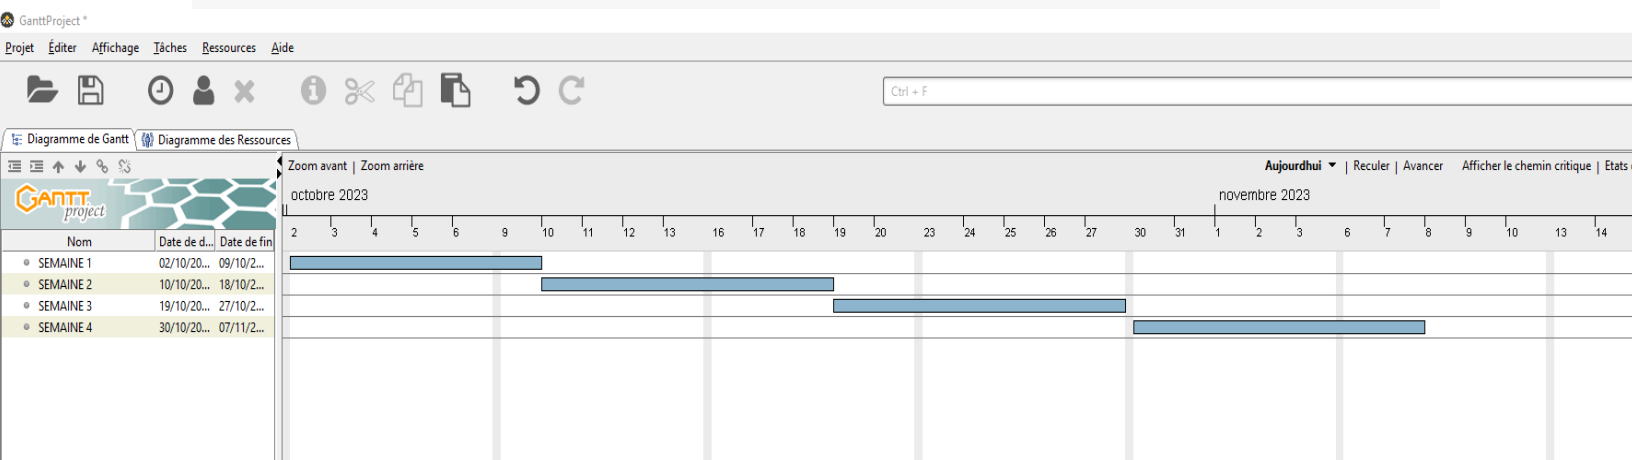 GanttProject *
Projet Éditer Affichage Tâches Ressources Aide
Ctrl + F
Diagramme de Gantt Diagramme des Ressources
Zoom avant | Zoom arrière Aujourdhui | Reculer | Avancer Afficher le chemin critique | Etats
GANTT project
octobre 2023 novembre 2023
2 3 4 5 6 9 10 11 12 13 16 17 18 19 20 23 24 25 26 27 30 31 1 2 3 6 7 8 9 10 13 14
Nom Date de d... Date de fin
SEMAINE 1 02/10/20... 09/10/2...
SEMAINE 2 10/10/20... 18/10/2...
SEMAINE 3 19/10/20... 27/10/2...
SEMAINE 4 30/10/20... 07/11/2...